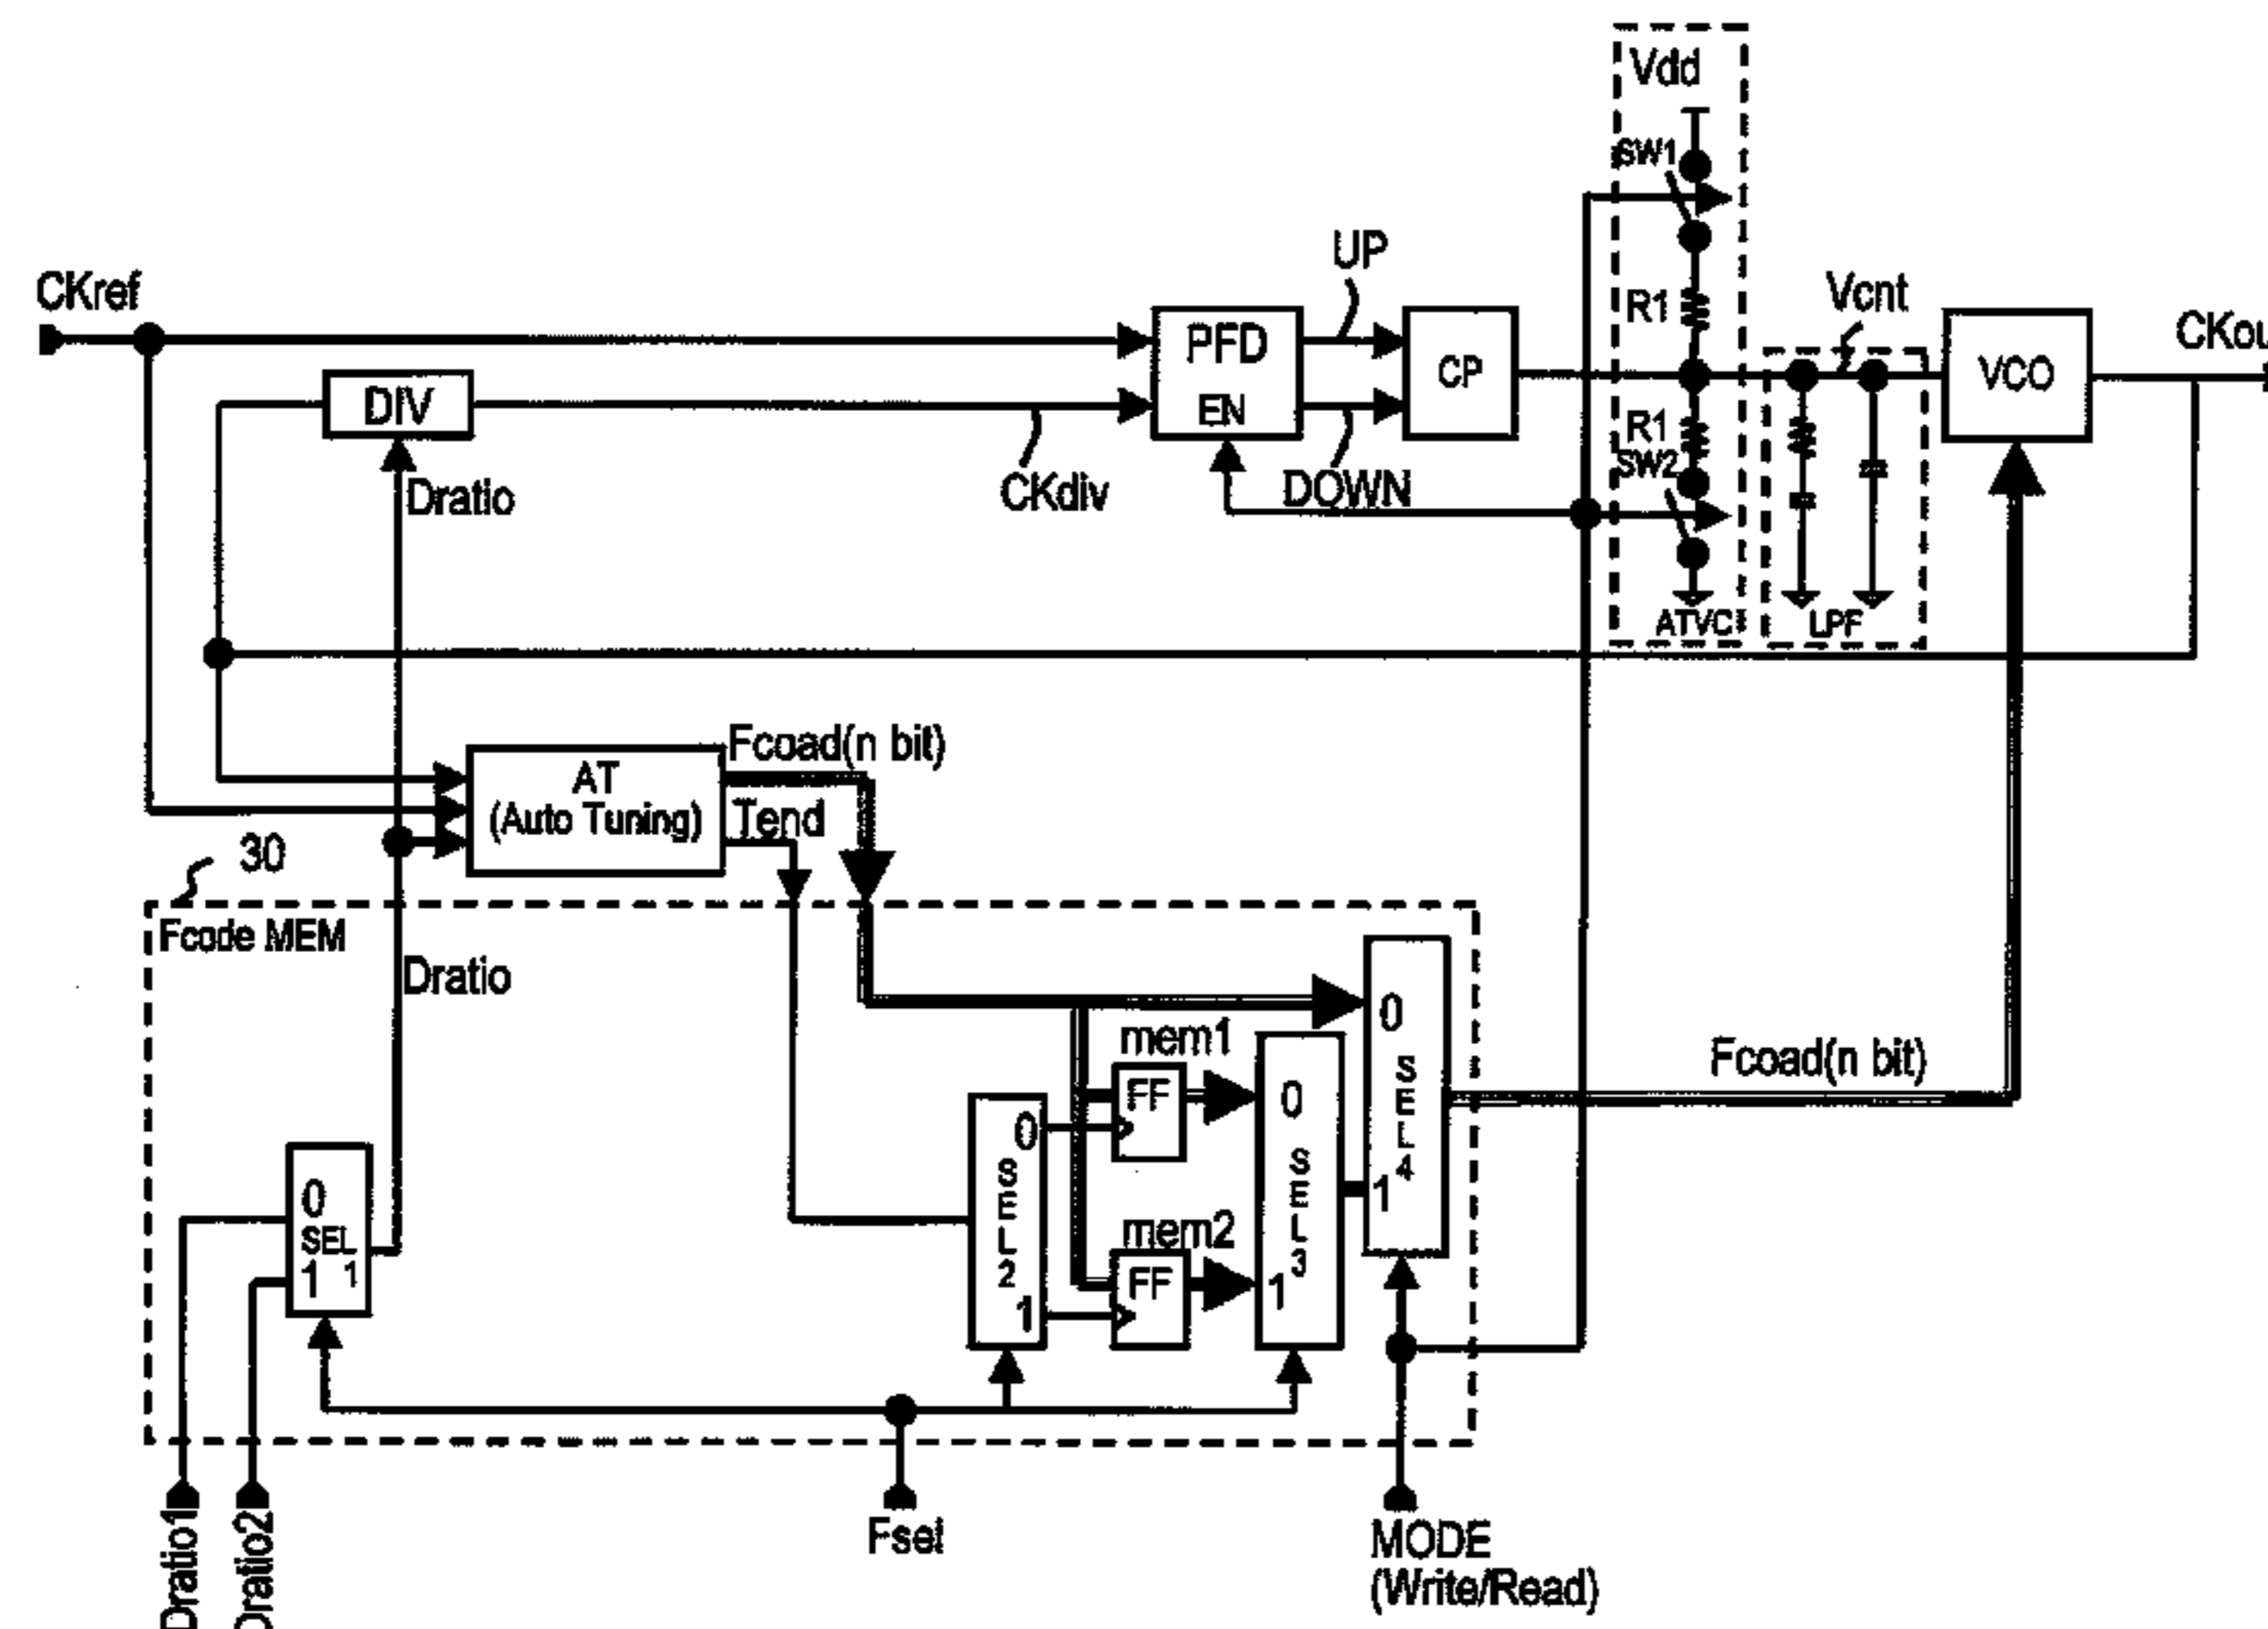 Vdd
SW1
UP
CKref
R1
Vcnt
CKou
PFD
EN
CP
VCO
DIV
R1
SW2
Dratio
CKdiv
DOWN
ATVC
LPF
Fcoad(n bit)
AT
(Auto Tuning)
Tend
30
Fcode MEM
Dratio
0
mem1
SEL4
Fcoad(n bit)
FF
0
0
SEL2
SEL3
1
0
SEL
1
1
mem2
FF
1
1
Dratio1
Dratio2
Fset
MODE
(Write/Read)